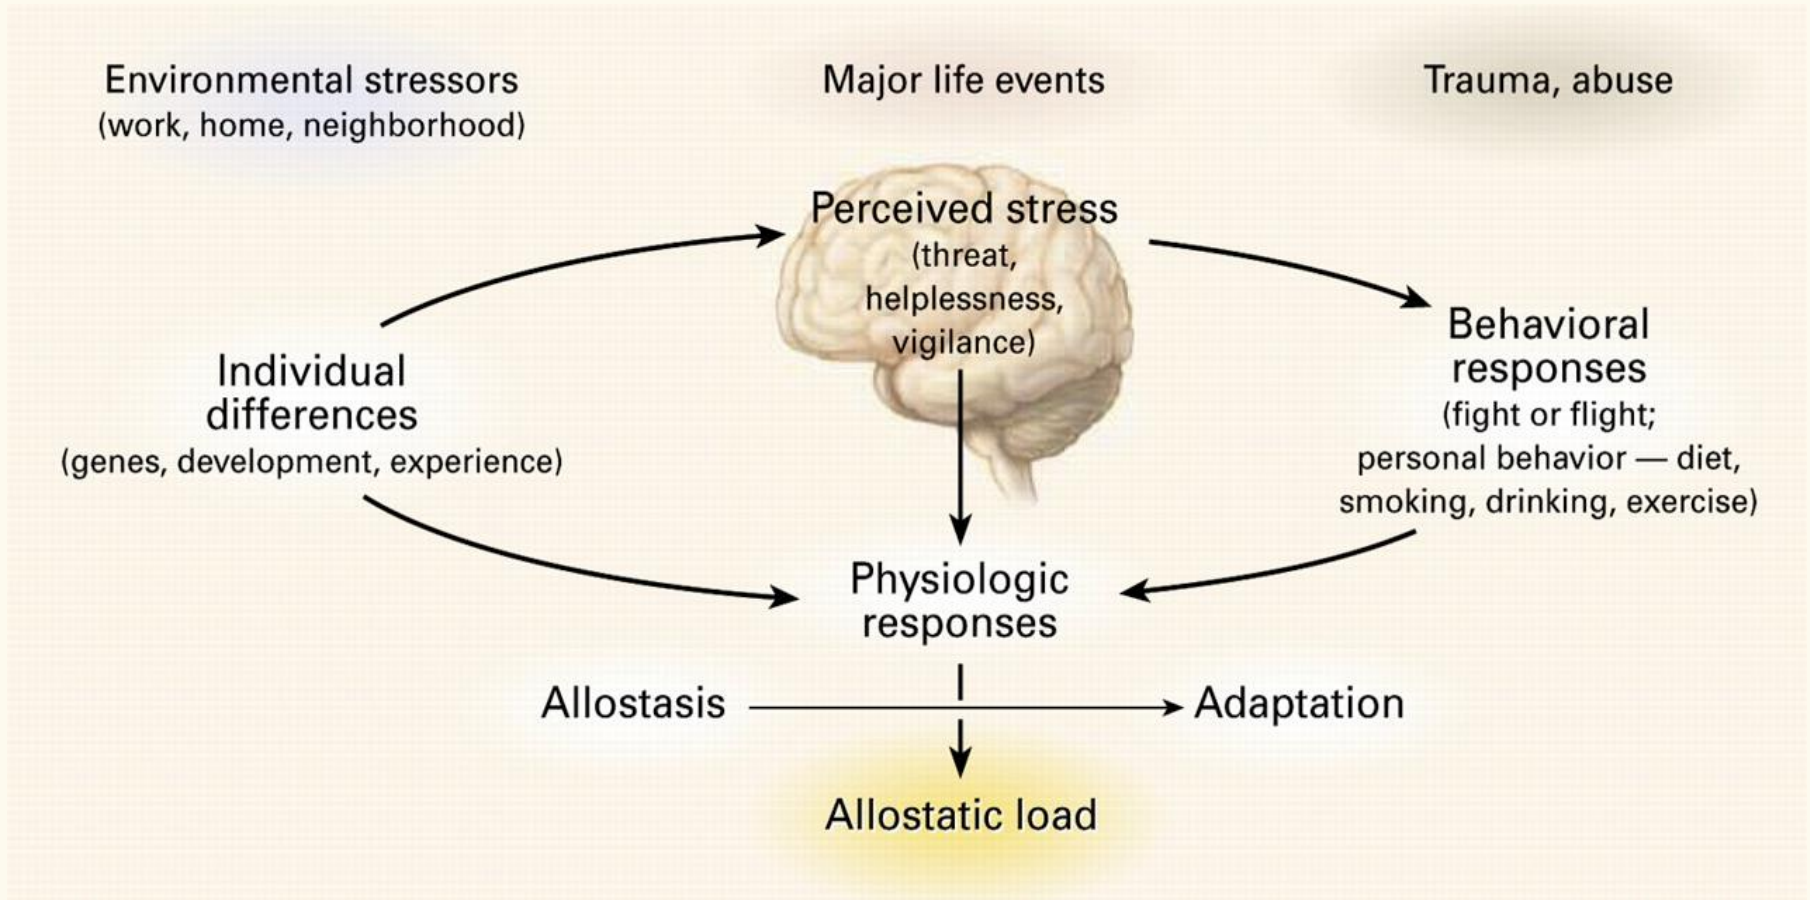 Environmental stressors
(work, home, neighborhood)
Major life events
Trauma, abuse
Perceived stress
(threat,
helplessness,
vigilance)
Individual
differences
(genes, development, experience)
Behavioral
responses
(fight or flight;
personal behavior — diet,
smoking, drinking, exercise)
Physiologic
responses
Allostasis
Adaptation
Allostatic load